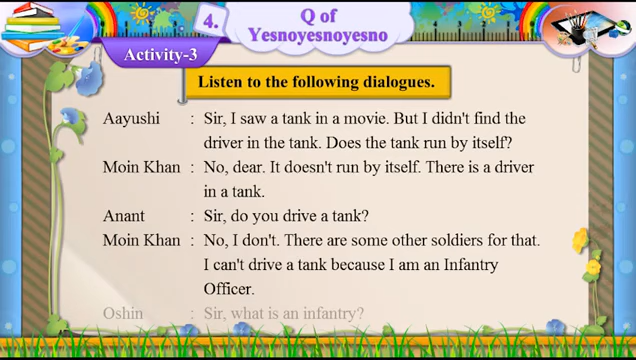 4.
Q of
Yesnoyesnoyesno
Activity-3
Listen to the following dialogues.
Aayushi : Sir, I saw a tank in a movie. But I didn't find the
driver in the tank. Does the tank run by itself?
Moin Khan : No, dear. It doesn't run by itself. There is a driver
in a tank.
Anant : Sir, do you drive a tank?
Moin Khan : No, I don't. There are some other soldiers for that.
I can't drive a tank because I am an Infantry
Officer.
Oshin : Sir, what is an infantry?